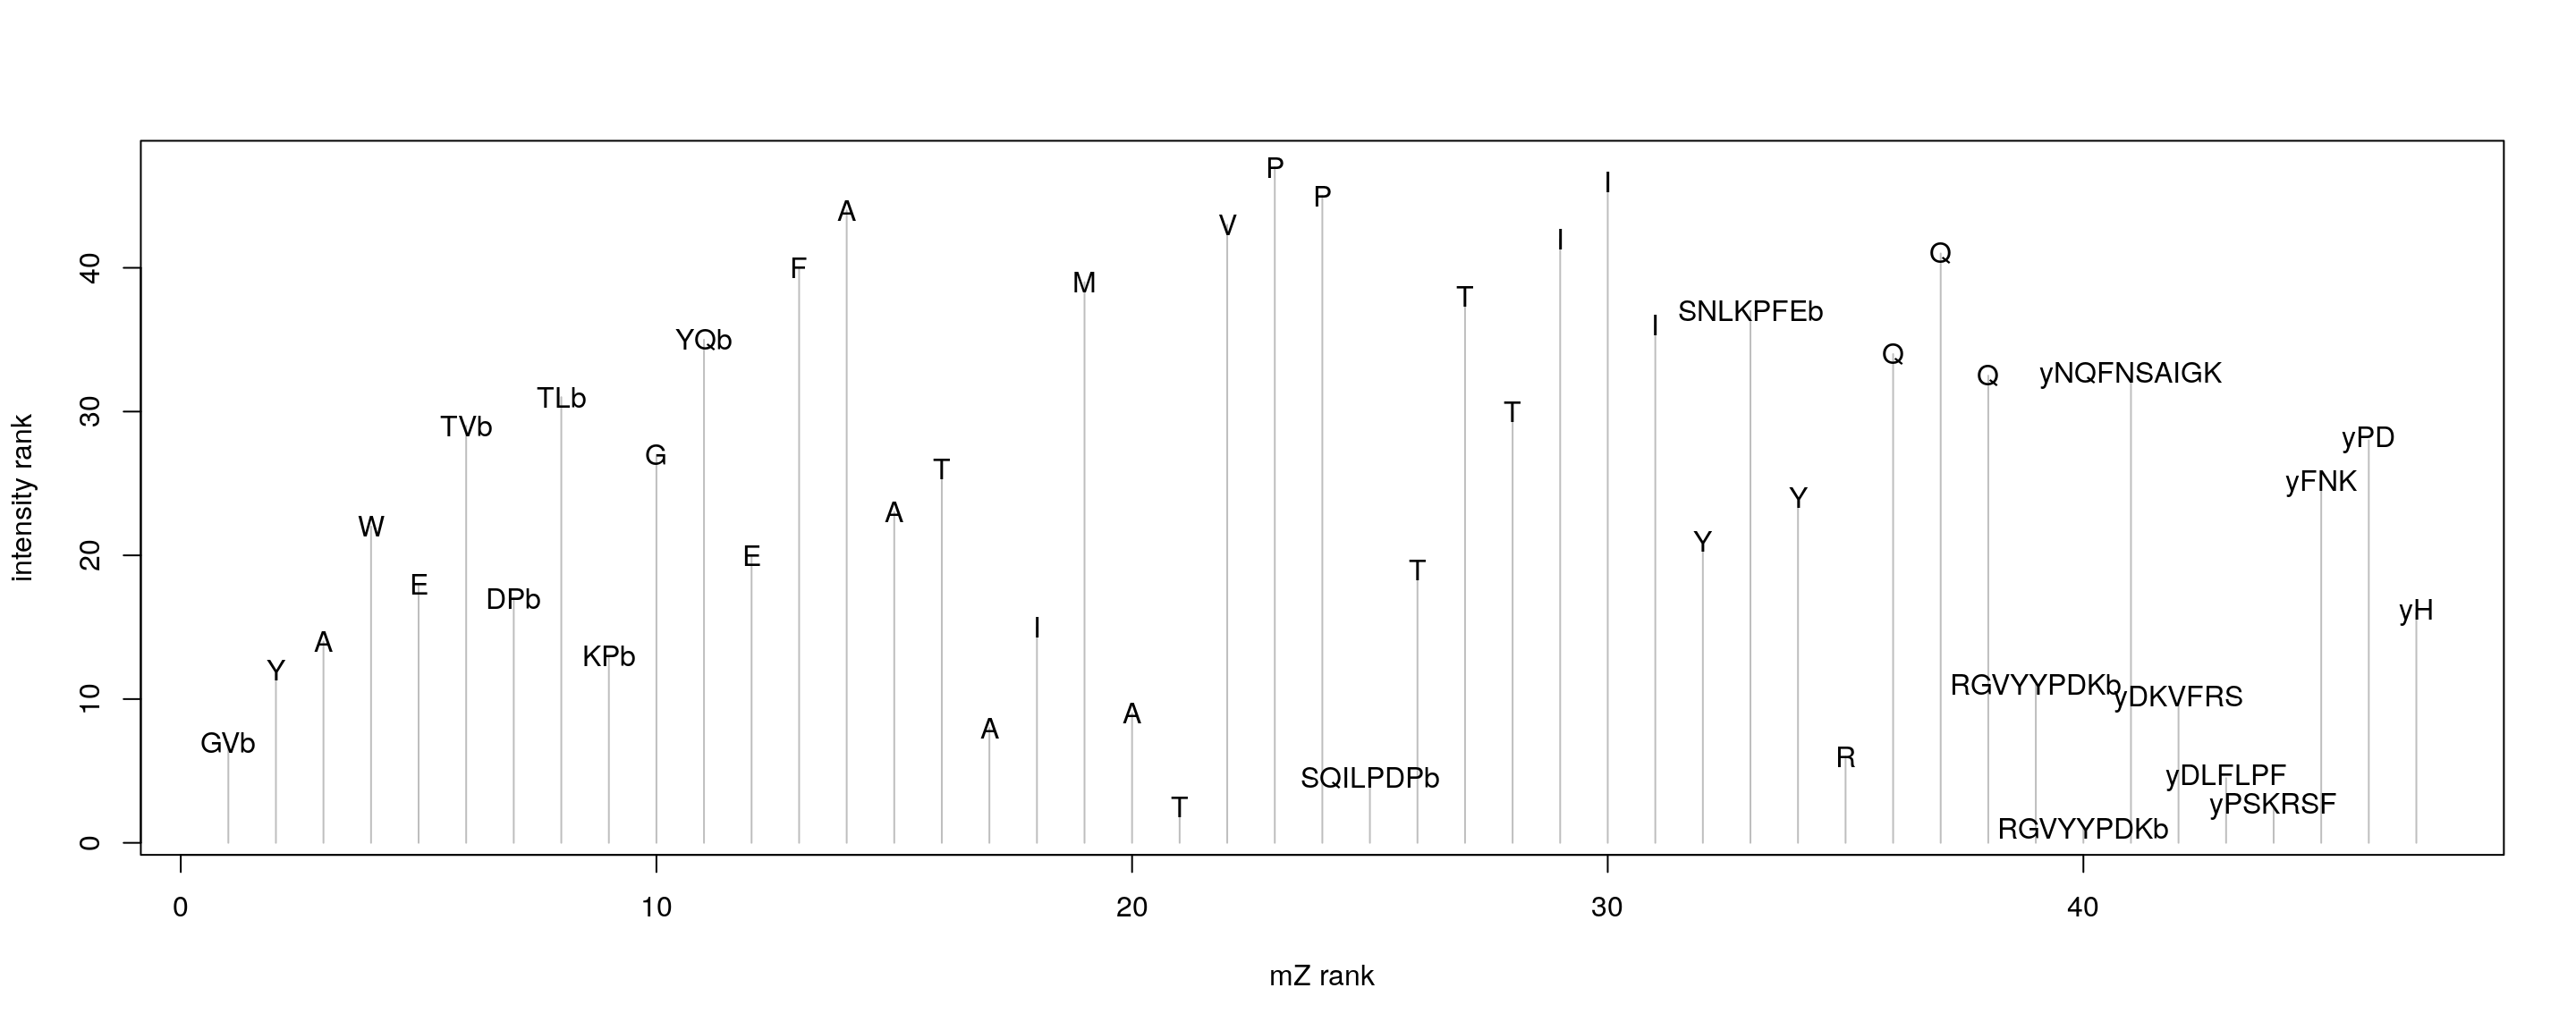 P
I
P
A
V
I
Q
F
M
T
SNLKPFEb
I
YQb
Q
Q
yNQFNSAIGK
TLb
T
TVb
yPD
T
G
yFNK
Y
A
W
Y
E
T
E
DPb
yH
I
A
KPb
Y
RGVYYPDKb
yDKVFRS
A
A
GVb
R
SQILPDPb
yDLFLPF
yPSKRSF
T
RGVYYPDKb
intensity rank
40
30
20
10
0
0 10 20 30 40
mZ rank